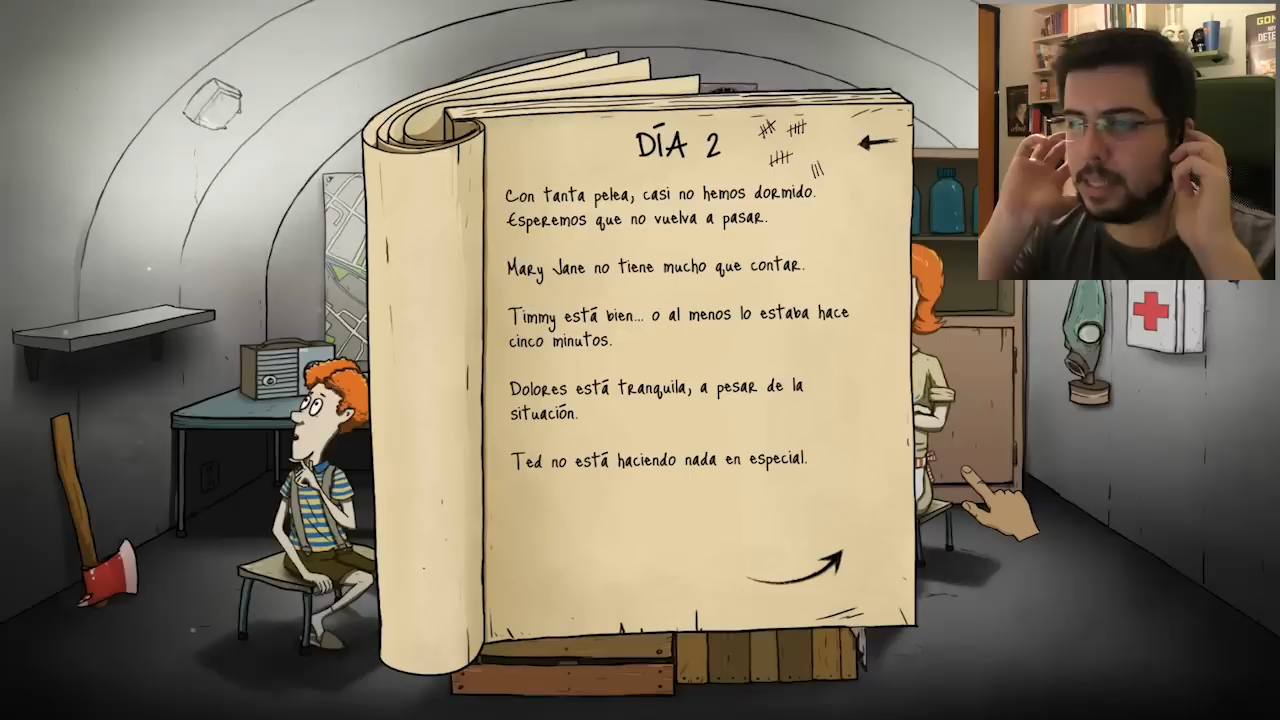 DÍA 2
Con tanta pelea, casi no hemos dormido.
Esperemos que no vuelva a pasar.
Mary Jane no tiene mucho que contar.
Timmy está bien... o al menos lo estaba hace
cinco minutos.
Dolores está tranquila, a pesar de la
situación.
Ted no está haciendo nada en especial.